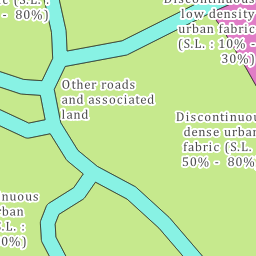 (S.L. :
- 80%)
Discontinuous
low density
urban fabric
(S.L. : 10% -
30%)
Other roads
and associated
land
Discontinuous
dense urban
fabric (S.L. :
50% - 80%
nuous
rban
S.L. :
0%)